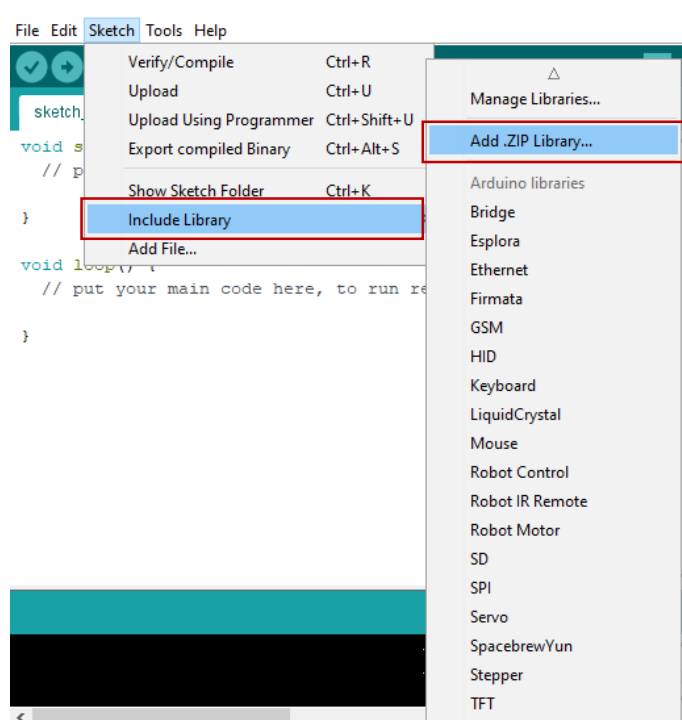 File Edit Sketch Tools Help
Verify/Compile Ctrl+R
Upload Ctrl+U
Upload Using Programmer Ctrl+Shift+U
Export compiled Binary Ctrl+Alt+S
Show Sketch Folder Ctrl+K
Include Library
Add File...
Manage Libraries...
Add .ZIP Library...
Arduino libraries
Bridge
Esplora
Ethernet
Firmata
GSM
HID
Keyboard
LiquidCrystal
Mouse
Robot Control
Robot IR Remote
Robot Motor
SD
SPI
Servo
SpacebrewYun
Stepper
TFT
sketch_
void s
// p
}
void loop() {
// put your main code here, to run re
}